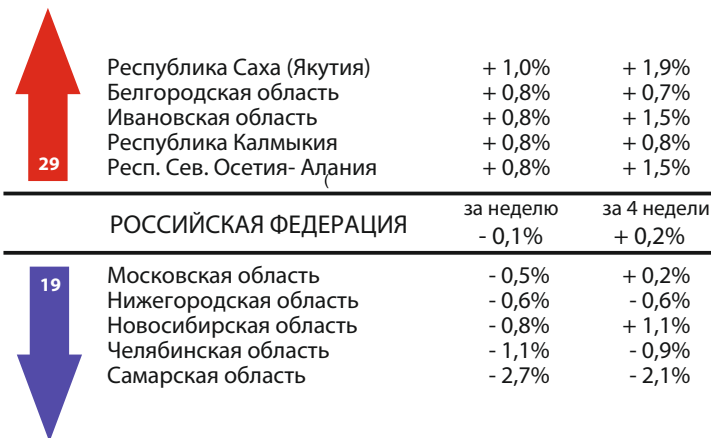 Республика Саха (Якутия) + 1,0% + 1,9%
Белгородская область + 0,8% + 0,7%
Ивановская область + 0,8% + 1,5%
Республика Калмыкия + 0,8% + 0,8%
29 Респ. Сев. Осетия- Алания + 0,8% + 1,5%
(
за неделю за 4 недели
РОССИЙСКАЯ ФЕДЕРАЦИЯ - 0,1% + 0,2%
19 Московская область - 0,5% + 0,2%
Нижегородская область - 0,6% - 0,6%
Новосибирская область - 0,8% + 1,1%
Челябинская область - 1,1% - 0,9%
Самарская область - 2,7% - 2,1%